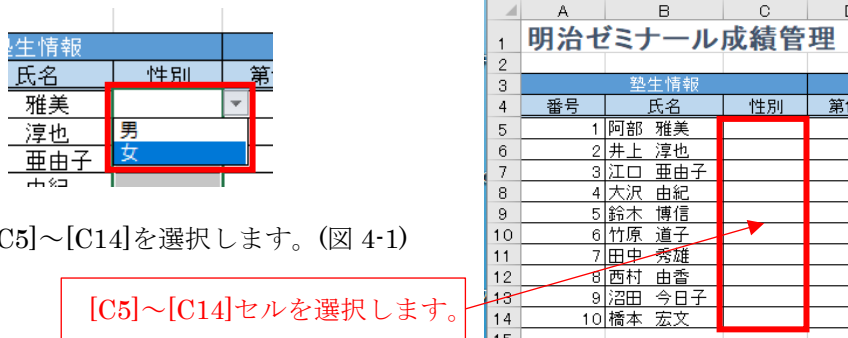 塾生情報
氏名 性別 第
雅美
淳也 男
亜由子 女
由紀
C5]～[C14]を選択します。(図 4-1)
[C5]～[C14]セルを選択します。
A B C
1 明治ゼミナール成績管理
2
3 塾生情報
4 番号 氏名 性別 第
5 1 阿部 雅美
6 2 井上 淳也
7 3 江口 亜由子
8 4 大沢 由紀
9 5 鈴木 博信
10 6 竹原 道子
11 7 田中 秀雄
12 8 西村 由香
13 9 沼田 今日子
14 10 橋本 宏文
15